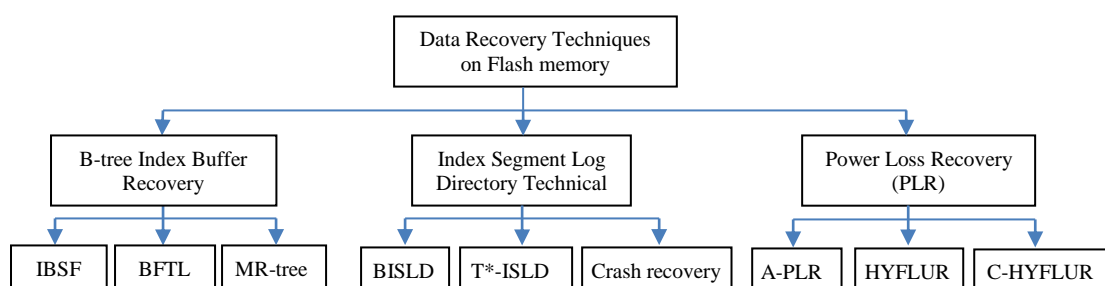 Data Recovery Techniques
on Flash memory
B-tree Index Buffer
Recovery
Index Segment Log
Directory Technical
Power Loss Recovery
(PLR)
IBSF
BFTL
MR-tree
BISLD
T*-ISLD
Crash recovery
A-PLR
HYFLUR
C-HYFLUR